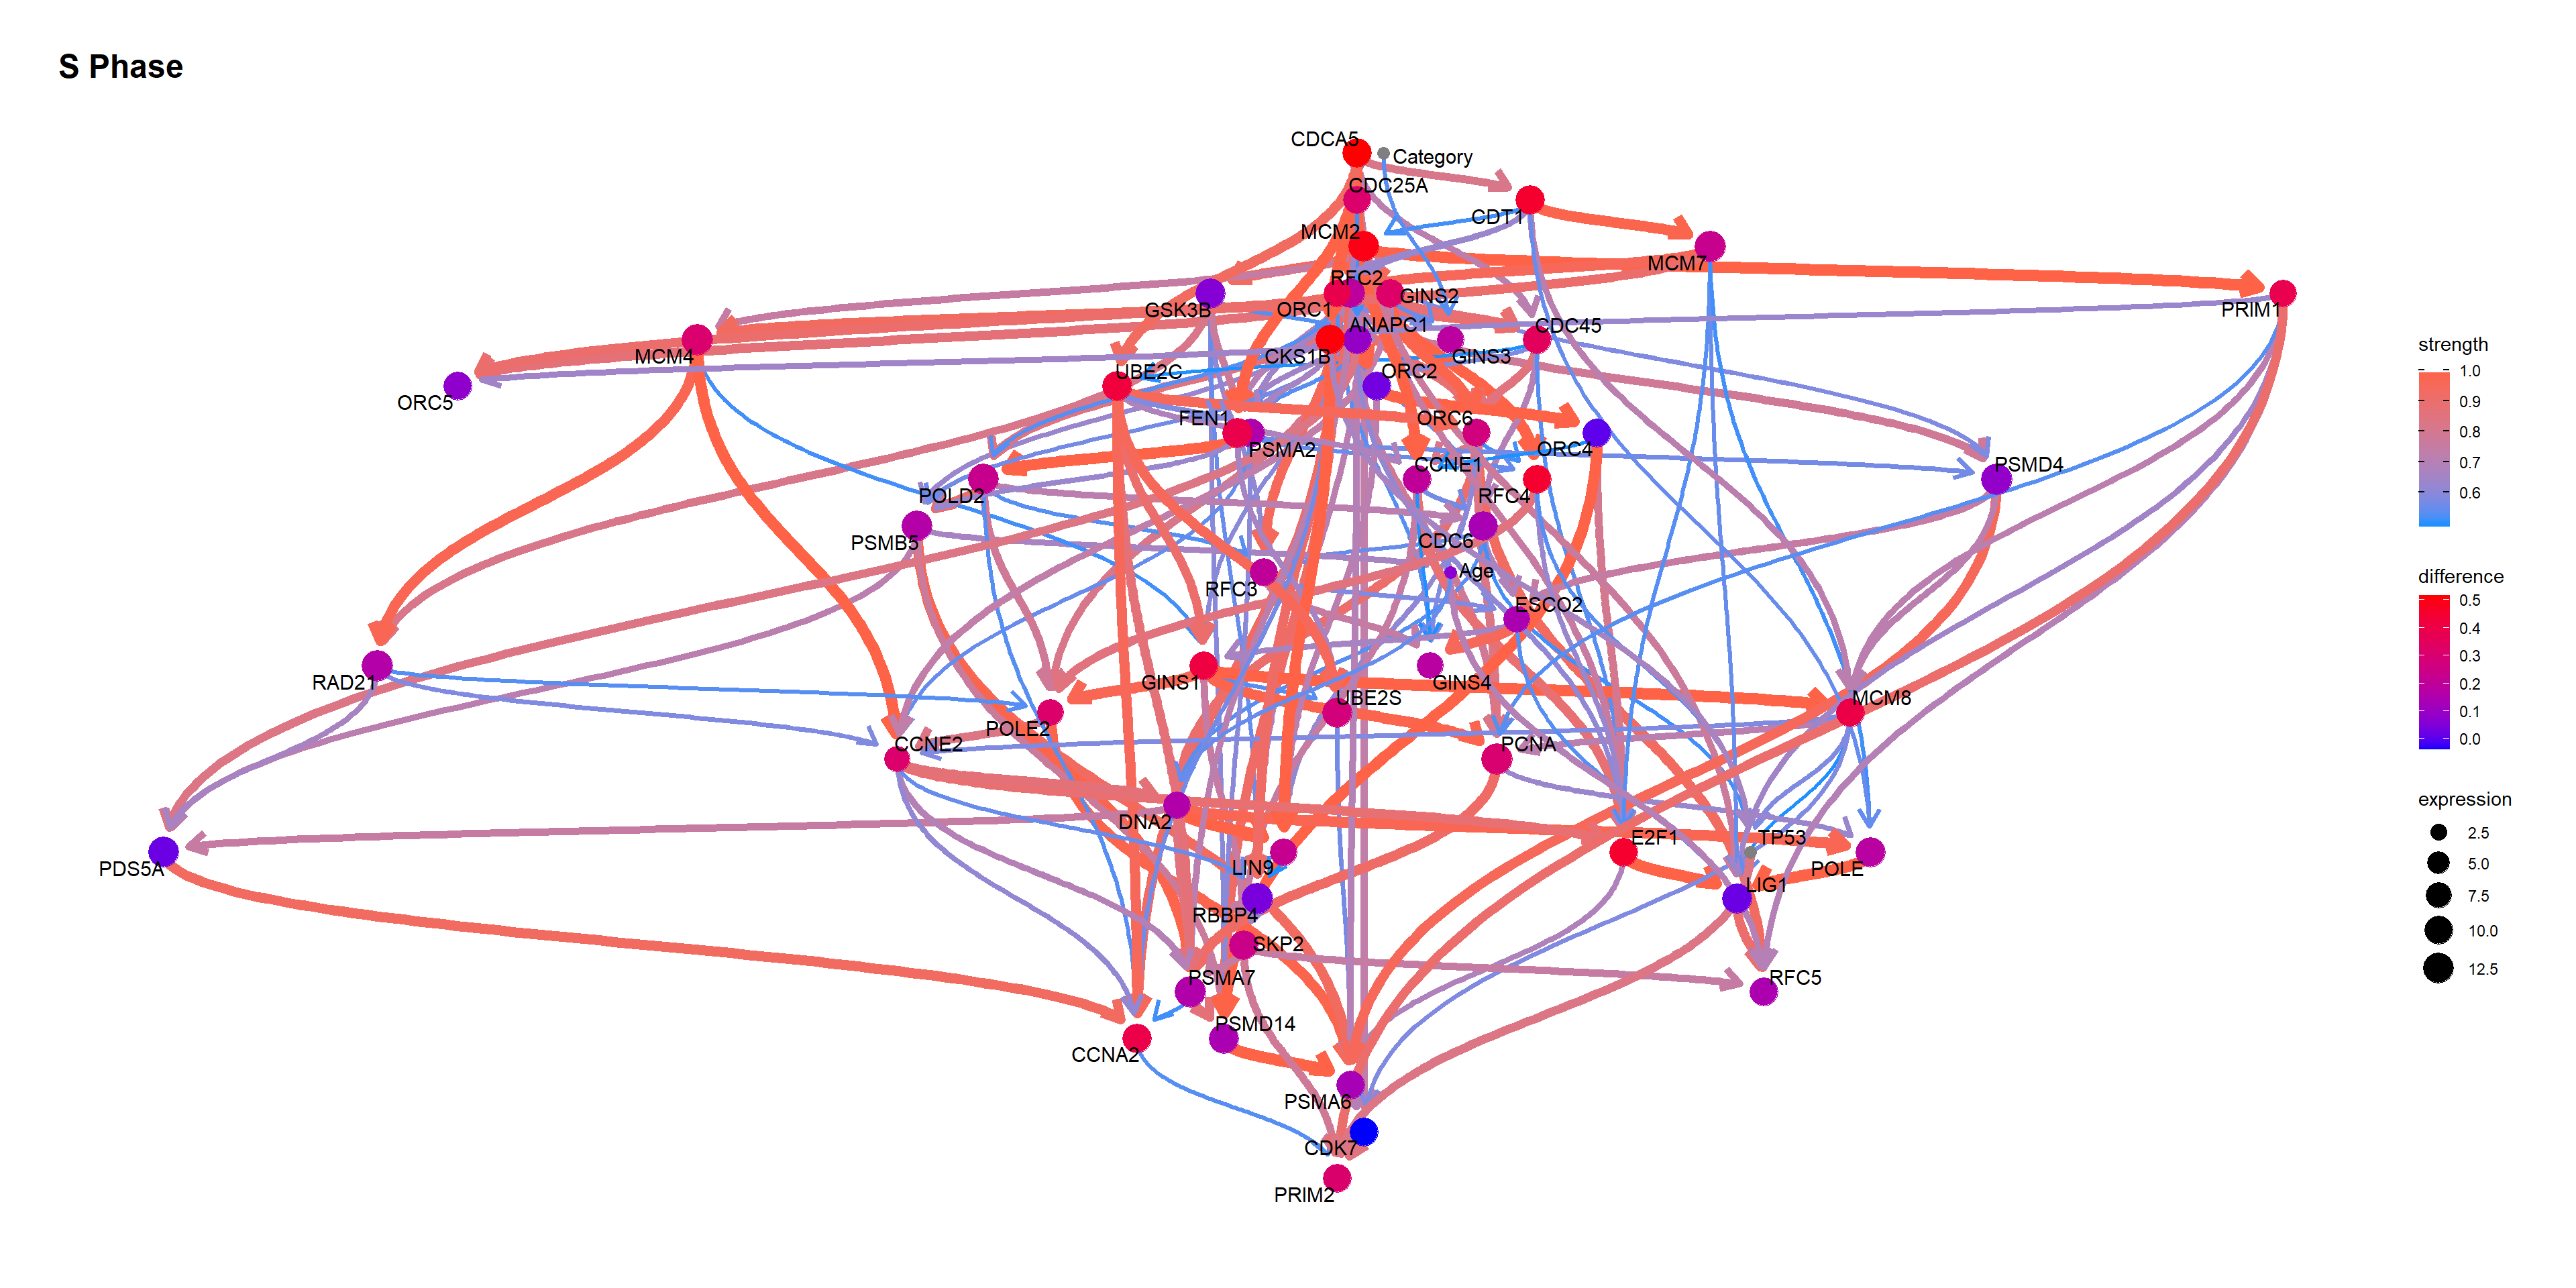 S Phase
CDCA5
Category
CDC25A
CDT1
MCM2
MCM7
RFC2
GSK3B
ORC1
GINS2
PRIM1
ANAPC1
CDC45
MCM4
CKS1B
GINS3
UBE2C
ORC2
ORC5
FEN1
ORC6
PSMA2
ORC4
CCNE1
PSMD4
POLD2
RFC4
PSMB5
CDC6
Age
RFC3
ESCO2
RAD21
GINS1
GINS4
UBE2S
MCM8
POLE2
CCNE2
PCNA
DNA2
E2F1
TP53
PDS5A
LIN9
POLE
LIG1
RBBP4
SKP2
PSMA7
RFC5
PSMD14
CCNA2
PSMA6
CDK7
PRIM2
strength
1.0
0.9
0.8
0.7
0.6
difference
0.5
0.4
0.3
0.2
0.1
0.0
expression
2.5
5.0
7.5
10.0
12.5